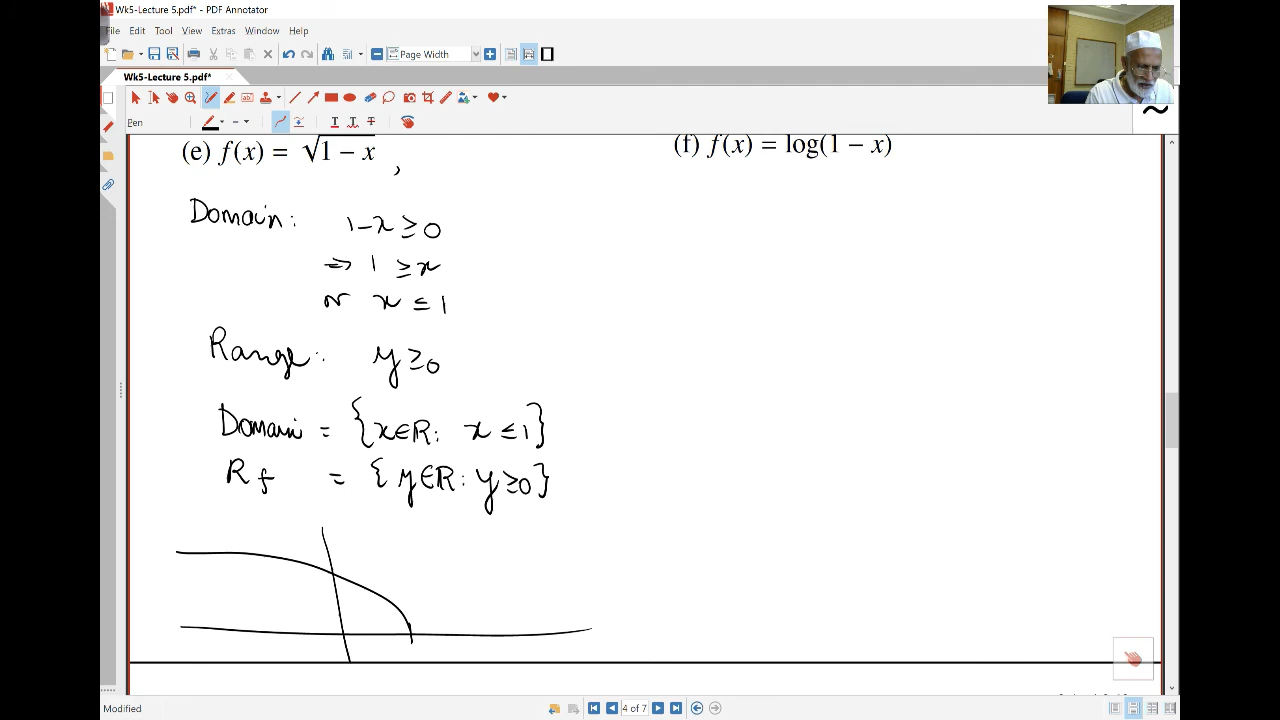 Wk5-Lecture 5.pdf* - PDF Annotator
File Edit Tool View Extras Window Help
Page Width
Wk5-Lecture 5.pdf*
Pen
(e) f(x) = √1 − x ,
(f) f(x) = log(1 − x)
Domain: 1−x ≥ 0
⇒ 1 ≥ x
or x ≤ 1
Range: y ≥ 0
Domain = {x∈R: x ≤ 1}
R f = {y∈R: y ≥ 0}
4 of 7
Modified